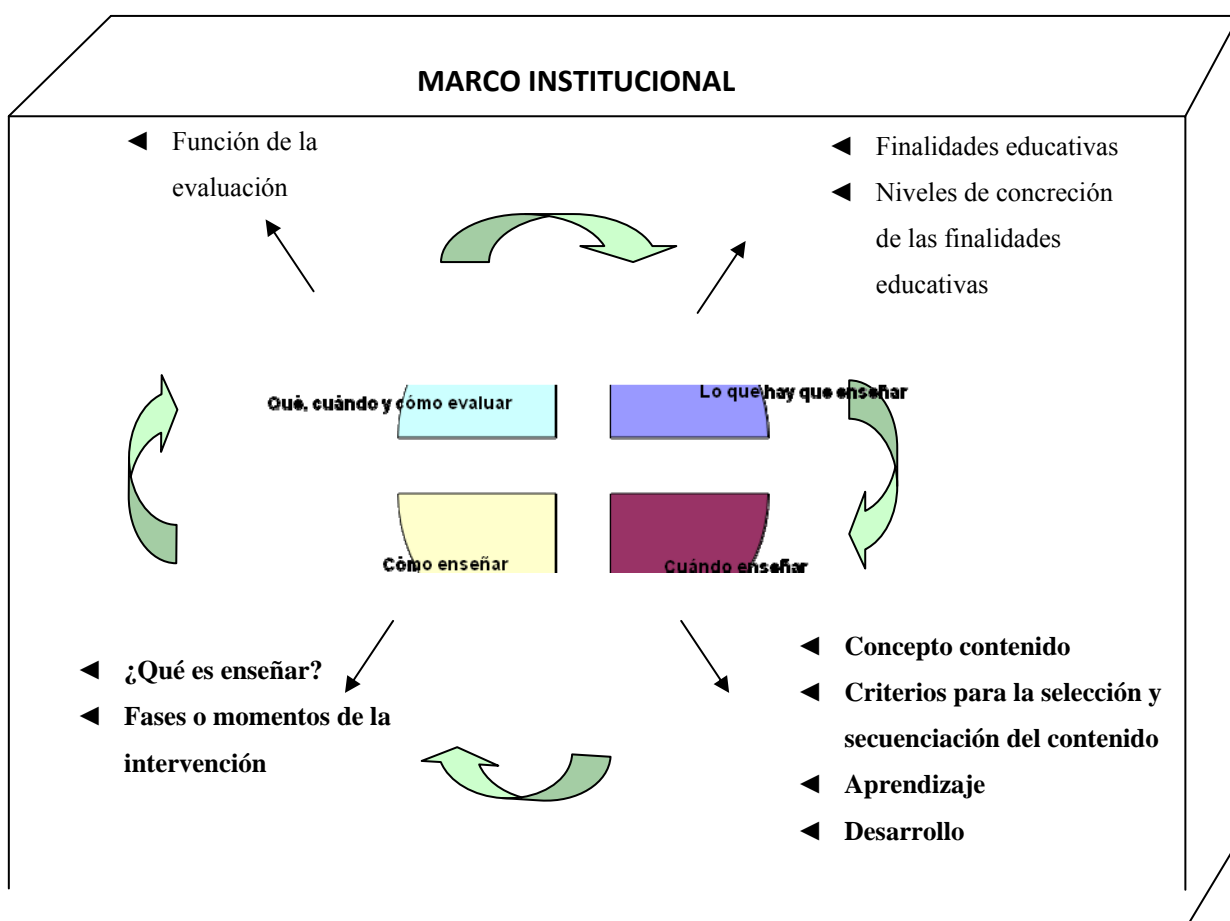 MARCO INSTITUCIONAL
◄ Función de la
evaluación
◄ Finalidades educativas
◄ Niveles de concreción
de las finalidades
educativas
Qué, cuándo y cómo evaluar
Lo que hay que enseñar
Cómo enseñar
Cuándo enseñar
◄ ¿Qué es enseñar?
◄ Fases o momentos de la
intervención
◄ Concepto contenido
◄ Criterios para la selección y
secuenciación del contenido
◄ Aprendizaje
◄ Desarrollo